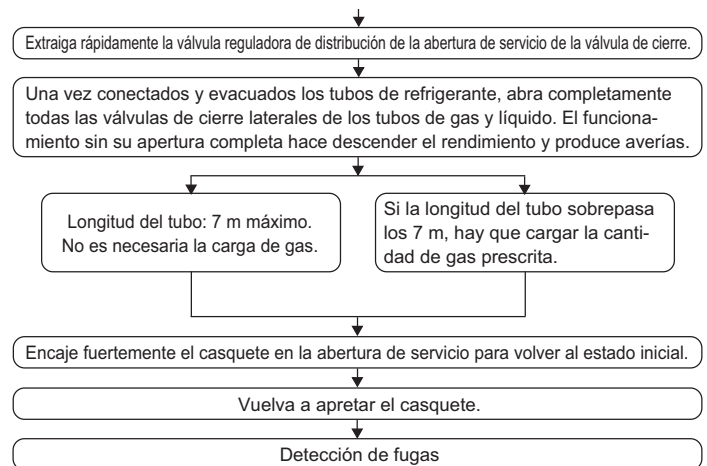 Extraiga rápidamente la válvula reguladora de distribución de la abertura de servicio de la válvula de cierre.
Una vez conectados y evacuados los tubos de refrigerante, abra completamente
todas las válvulas de cierre laterales de los tubos de gas y líquido. El funciona-
miento sin su apertura completa hace descender el rendimiento y produce averías.
Longitud del tubo: 7 m máximo.
No es necesaria la carga de gas.
Si la longitud del tubo sobrepasa
los 7 m, hay que cargar la canti-
dad de gas prescrita.
Encaje fuertemente el casquete en la abertura de servicio para volver al estado inicial.
Vuelva a apretar el casquete.
Detección de fugas